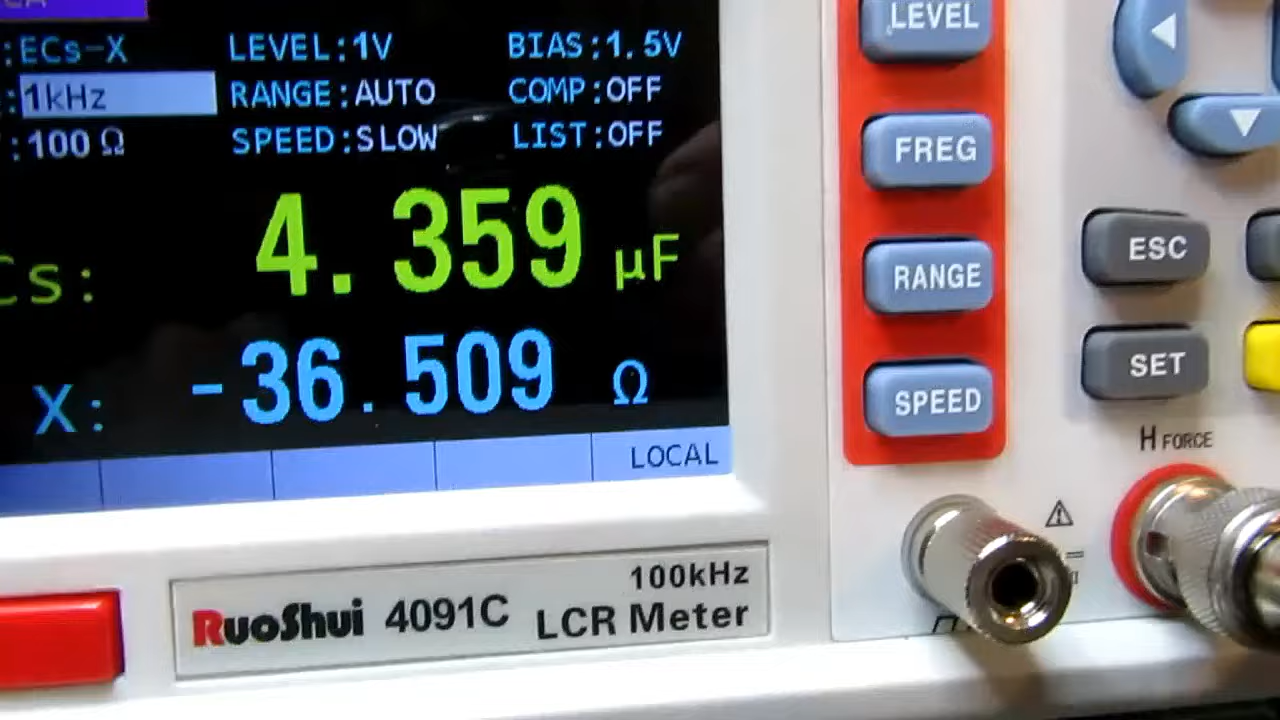 :ECs-X LEVEL:1V BIAS:1.5V
:1kHz RANGE:AUTO COMP:OFF
:100 Ω SPEED:SLOW LIST:OFF
Cs: 4.359 µF
X: -36.509 Ω
LOCAL
RuoShui 4091C 100kHz
LCR Meter
LEVEL
FREG
RANGE
SPEED
ESC
SET
H FORCE